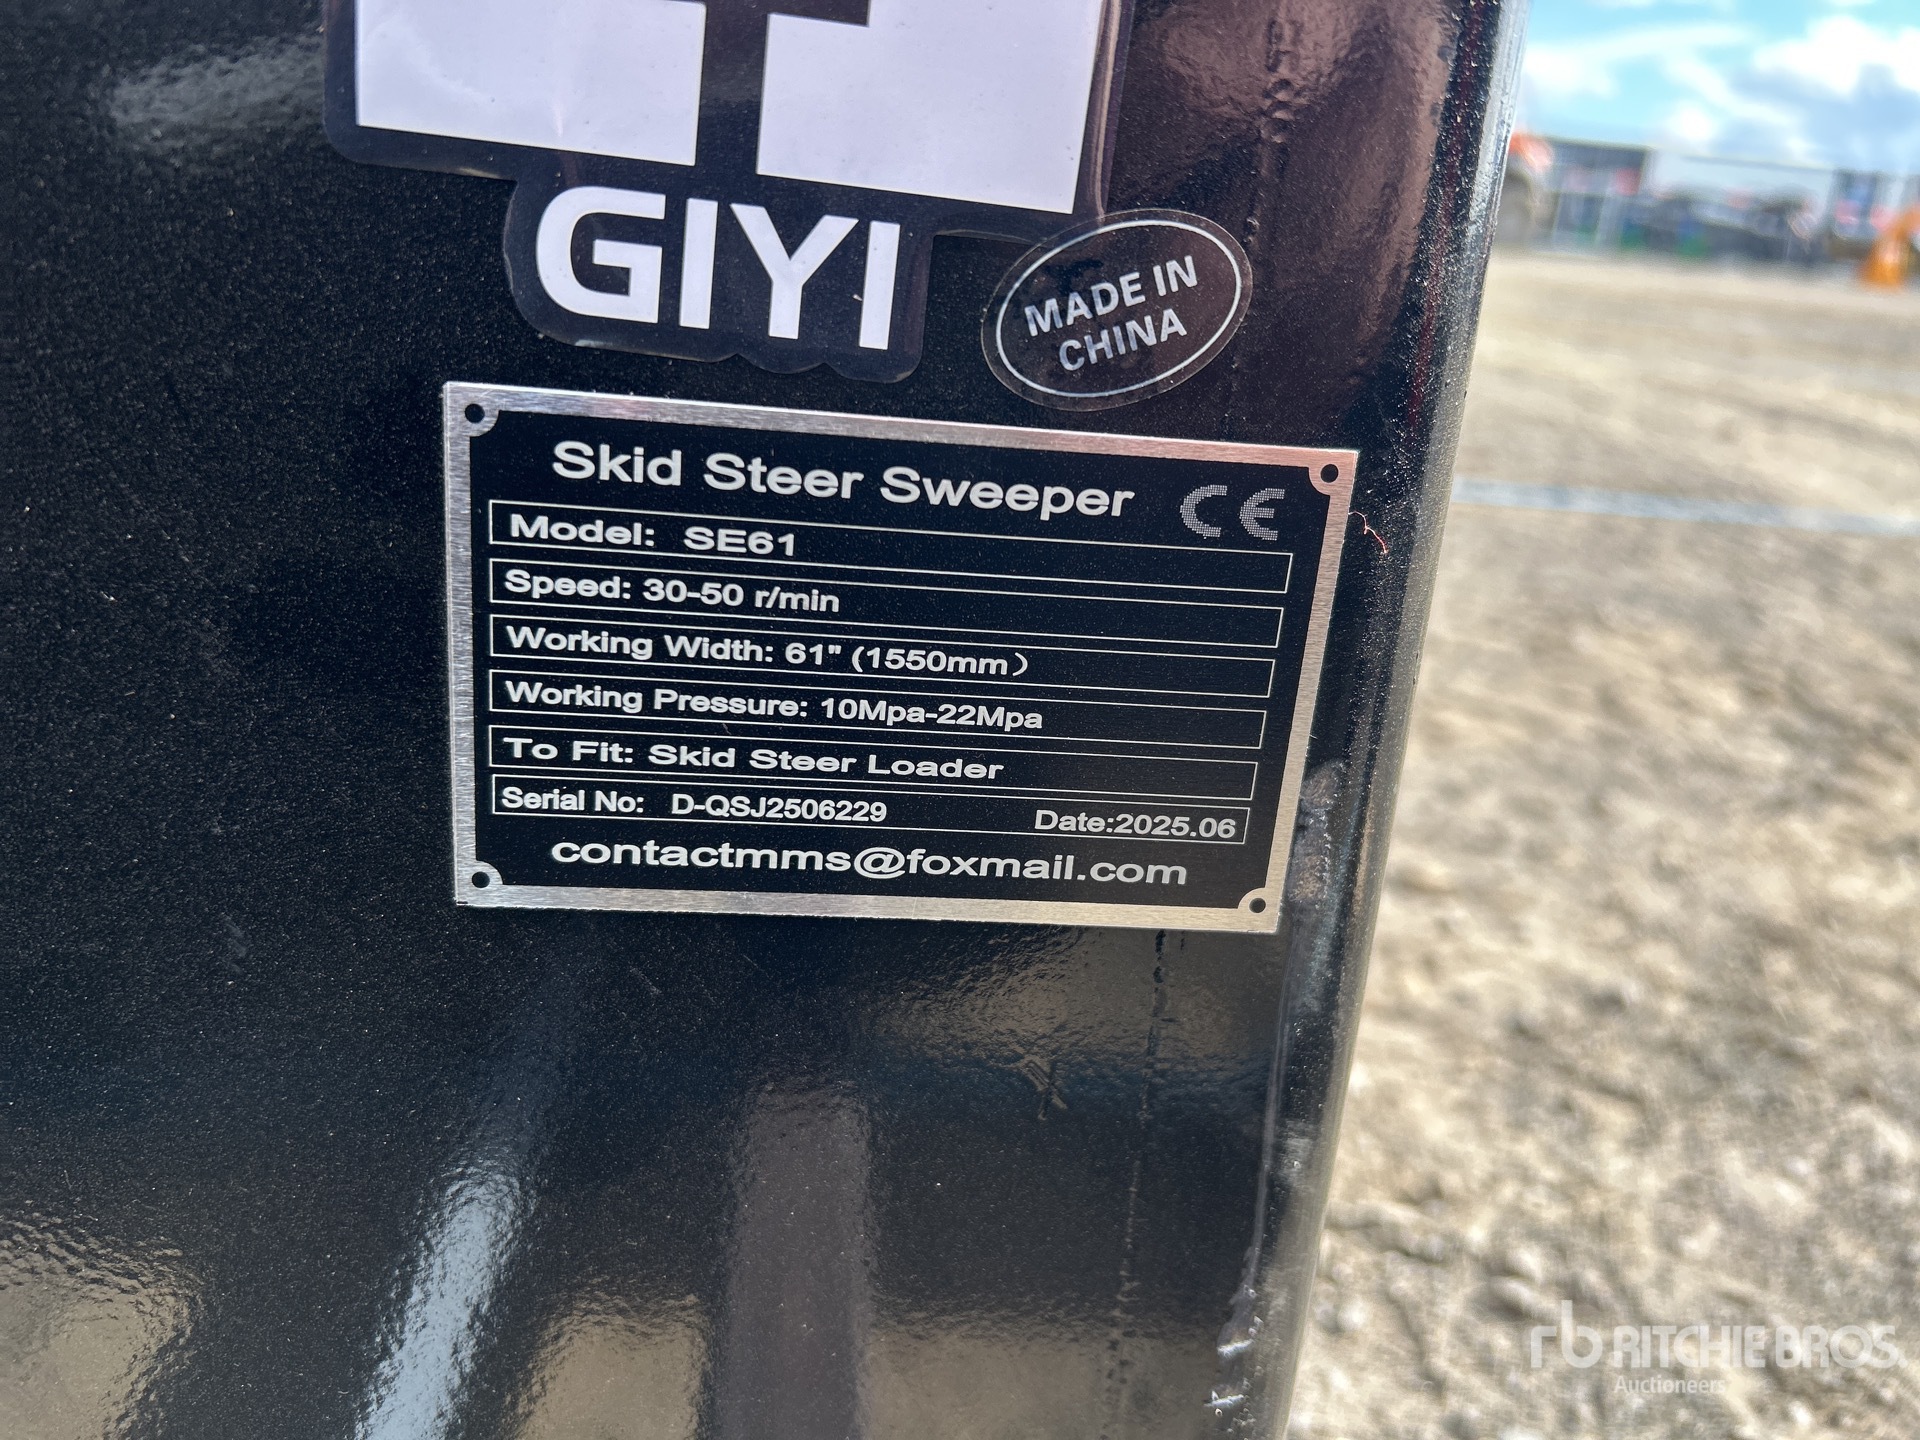 GIYI
MADE IN
CHINA
Skid Steer Sweeper CE
Model: SE61
Speed: 30-50 r/min
Working Width: 61" (1550mm）
Working Pressure: 10Mpa-22Mpa
To Fit: Skid Steer Loader
Serial No: D-QSJ2506229 Date:2025.06
contactmms@foxmail.com
rb RITCHIE BROS.
Auctioneers